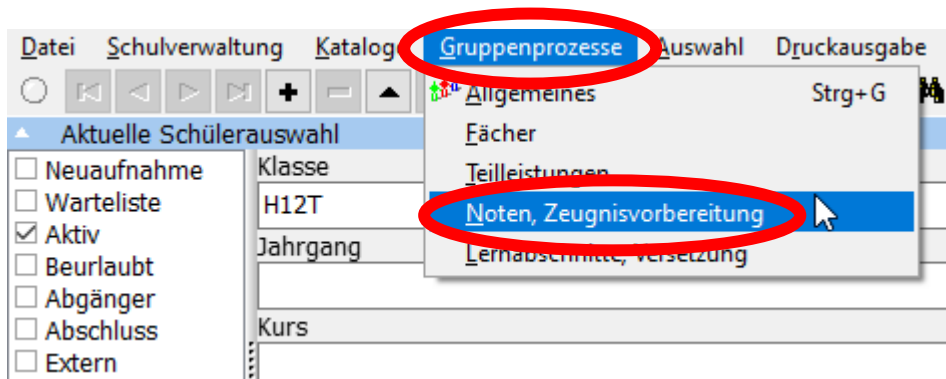 Datei Schulverwaltung Kataloge Gruppenprozesse Auswahl Druckausgabe
Allgemeines Strg+G
Aktuelle Schülerauswahl
Fächer
Neuaufnahme
Klasse
Teilleistungen
Warteliste
H12T
Noten, Zeugnisvorbereitung
Aktiv
Jahrgang
Lernabschnitte, Versetzung
Beurlaubt
Abgänger
Abschluss
Kurs
Extern